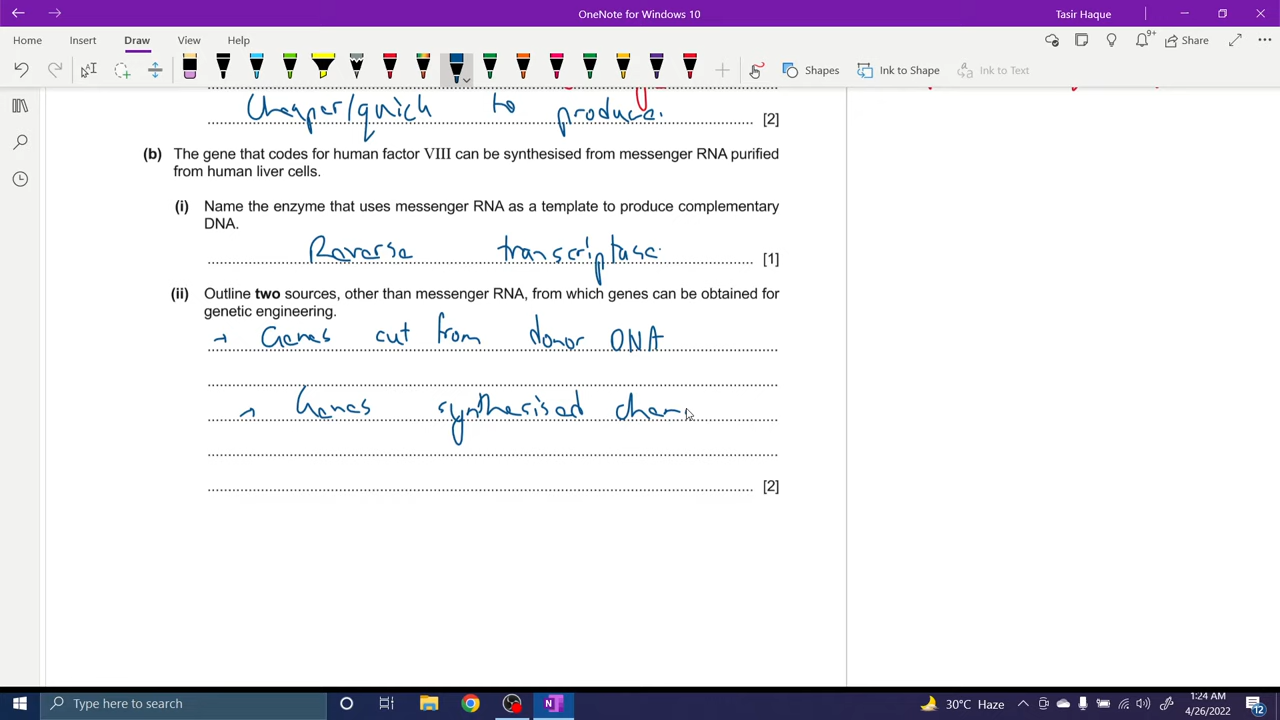 OneNote for Windows 10
Tasir Haque
Home Insert Draw View Help
9+ Share
Shapes Ink to Shape Ink to Text
Cheaper/quick to produce. [2]
(b) The gene that codes for human factor VIII can be synthesised from messenger RNA purified
from human liver cells.
(i) Name the enzyme that uses messenger RNA as a template to produce complementary
DNA.
Reverse transcriptase. [1]
(ii) Outline two sources, other than messenger RNA, from which genes can be obtained for
genetic engineering.
→ Genes cut from donor DNA
→ Genes synthesised chem
[2]
Type here to search
30°C Haze
1:24 AM
4/26/2022
12